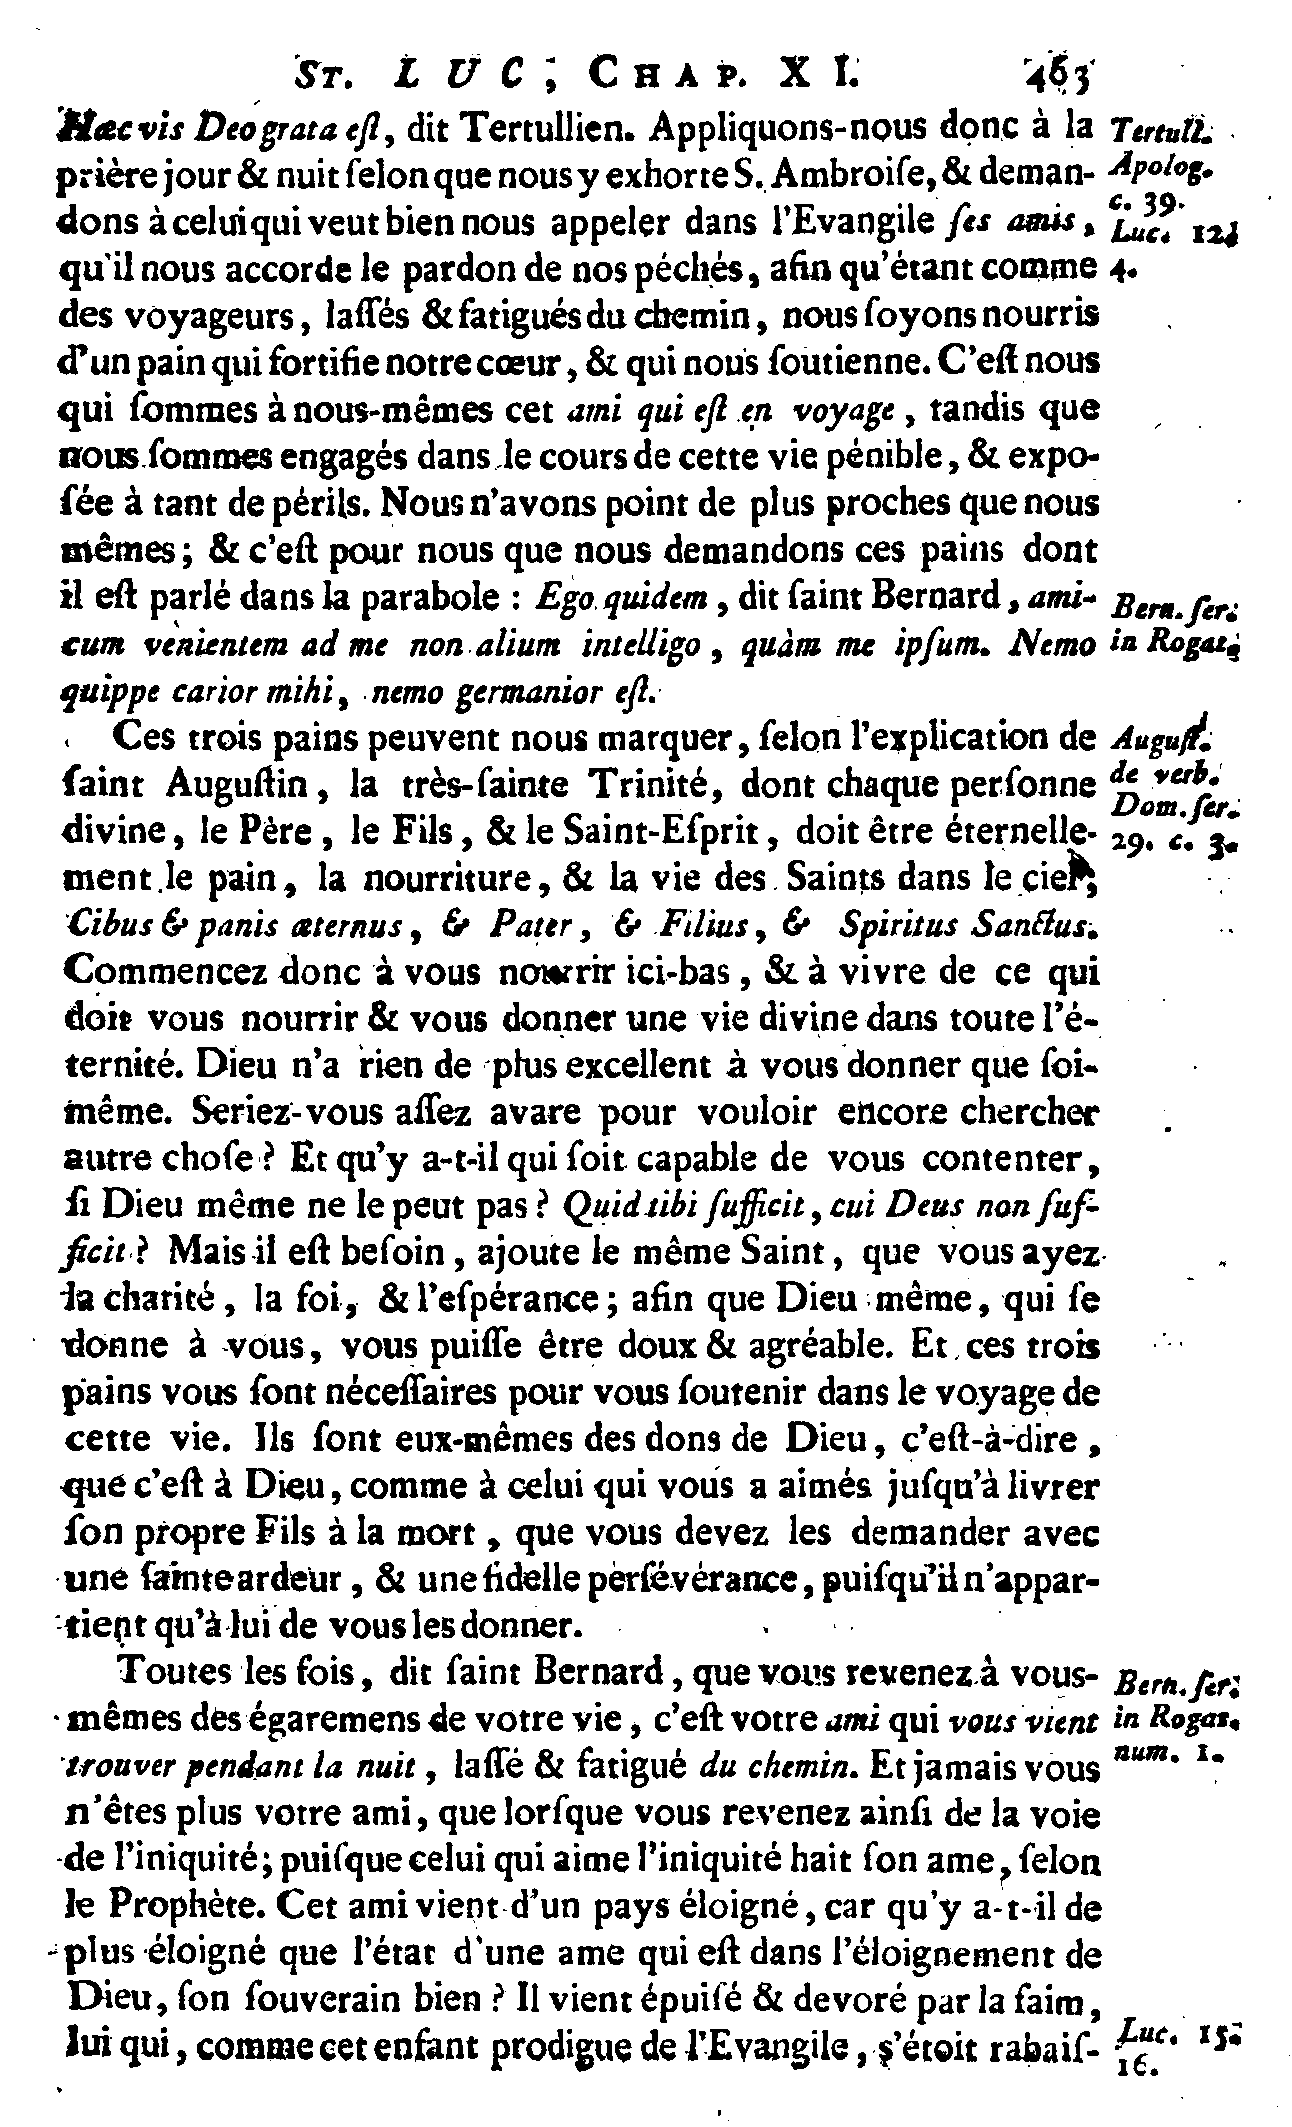 ST. LUC, CHAP. XI. 463
Hæc vis Deo grata eſt, dit Tertullien. Appliquons-nous donc à la
prière jour & nuit ſelon que nous y exhorte S. Ambroiſe, & deman-
dons à celui qui veut bien nous appeler dans l'Evangile ſes amis,
qu'il nous accorde le pardon de nos péchés, afin qu'étant comme
des voyageurs, laſſés & fatigués du chemin, nous ſoyons nourris
d'un pain qui fortifie notre cœur, & qui nous ſoutienne. C'eſt nous
qui ſommes à nous-mêmes cet ami qui eſt en voyage, tandis que
nous ſommes engagés dans le cours de cette vie pénible, & expo-
ſée à tant de périls. Nous n'avons point de plus proches que nous
mêmes; & c'eſt pour nous que nous demandons ces pains dont
il eſt parlé dans la parabole : Ego quidem, dit ſaint Bernard, ami-
cum venientem ad me non alium intelligo, quàm me ipſum. Nemo
quippe carior mihi, nemo germanior eſt.
Ces trois pains peuvent nous marquer, ſelon l'explication de
ſaint Auguſtin, la très-ſainte Trinité, dont chaque perſonne
divine, le Père, le Fils, & le Saint-Eſprit, doit être éternelle-
ment le pain, la nourriture, & la vie des Saints dans le ciel;
Cibus & panis æternus, & Pater, & Filius, & Spiritus Sanctus.
Commencez donc à vous nourrir ici-bas, & à vivre de ce qui
doit vous nourrir & vous donner une vie divine dans toute l'é-
ternité. Dieu n'a rien de plus excellent à vous donner que ſoi-
même. Seriez-vous aſſez avare pour vouloir encore chercher
autre choſe ? Et qu'y a-t-il qui ſoit capable de vous contenter,
ſi Dieu même ne le peut pas ? Quid tibi ſufficit, cui Deus non ſuf-
ficit ? Mais il eſt beſoin, ajoute le même Saint, que vous ayez
la charité, la foi, & l'eſpérance; afin que Dieu même, qui ſe
donne à vous, vous puiſſe être doux & agréable. Et ces trois
pains vous ſont néceſſaires pour vous ſoutenir dans le voyage de
cette vie. Ils ſont eux-mêmes des dons de Dieu, c'eſt-à-dire,
que c'eſt à Dieu, comme à celui qui vous a aimés juſqu'à livrer
ſon propre Fils à la mort, que vous devez les demander avec
une ſainte ardeur, & une fidelle perſévérance, puiſqu'il n'appar-
tient qu'à lui de vous les donner.
Toutes les fois, dit ſaint Bernard, que vous revenez à vous-
mêmes des égaremens de votre vie, c'eſt votre ami qui vous vient
trouver pendant la nuit, laſſé & fatigué du chemin. Et jamais vous
n'êtes plus votre ami, que lorſque vous revenez ainſi de la voie
de l'iniquité; puiſque celui qui aime l'iniquité hait ſon ame, ſelon
le Prophète. Cet ami vient d'un pays éloigné, car qu'y a-t-il de
plus éloigné que l'état d'une ame qui eſt dans l'éloignement de
Dieu, ſon ſouverain bien ? Il vient épuiſé & devoré par la faim,
lui qui, comme cet enfant prodigue de l'Evangile, s'étoit rabaiſ-
Tertull.
Apolog.
c. 39.
Luc. 12.
4.
Bern. ſer.
in Rogat.
Auguſt.
de verb.
Dom. ſer.
29. c. 3.
Bern. ſer.
in Rogat.
num. 1.
Luc. 15.
16.